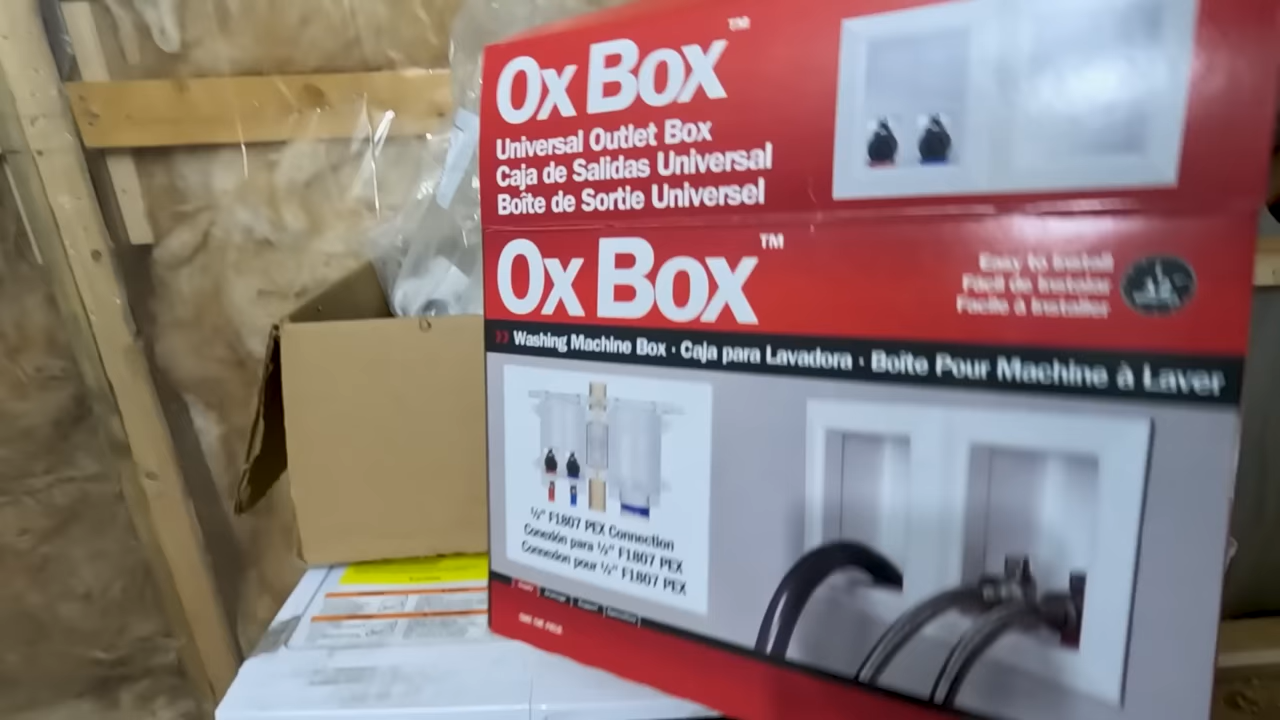 Ox Box™
Universal Outlet Box
Caja de Salidas Universal
Boîte de Sortie Universel
Ox Box™
Easy to Install
Fácil de Instalar
Facile à Installer
» Washing Machine Box · Caja para Lavadora · Boîte Pour Machine à Laver
½" F1807 PEX Connection
Conexión para ½" F1807 PEX
Connexion pour ½" F1807 PEX